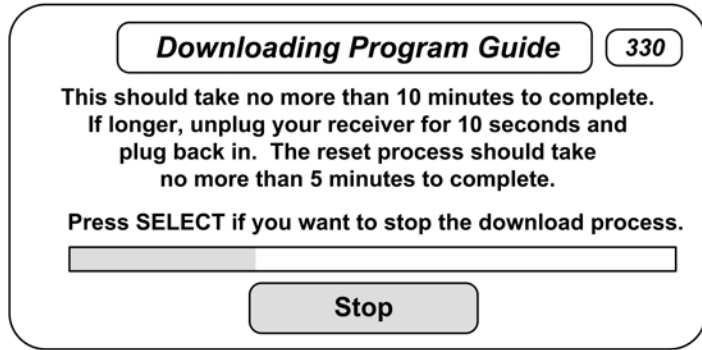 Downloading Program Guide 330
This should take no more than 10 minutes to complete.
If longer, unplug your receiver for 10 seconds and
plug back in. The reset process should take
no more than 5 minutes to complete.
Press SELECT if you want to stop the download process.
Stop